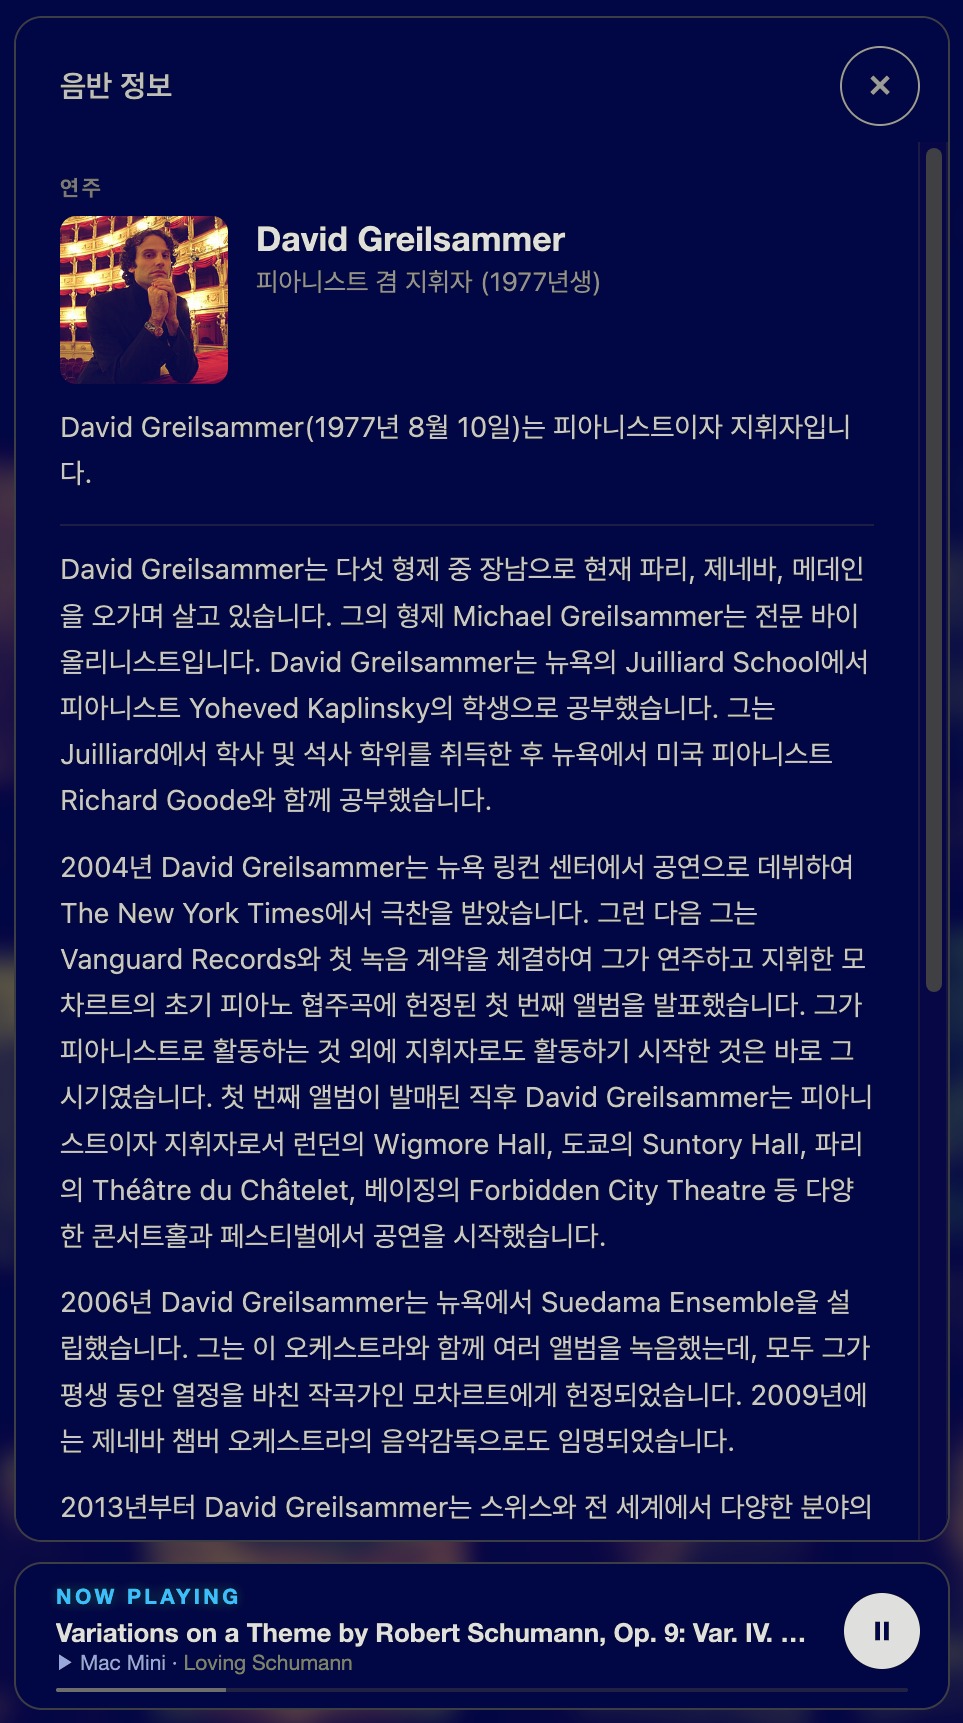 음반 정보
연주
David Greilsammer
피아니스트 겸 지휘자 (1977년생)
David Greilsammer(1977년 8월 10일)는 피아니스트이자 지휘자입니
다.
David Greilsammer는 다섯 형제 중 장남으로 현재 파리, 제네바, 메데인
을 오가며 살고 있습니다. 그의 형제 Michael Greilsammer는 전문 바이
올리니스트입니다. David Greilsammer는 뉴욕의 Juilliard School에서
피아니스트 Yoheved Kaplinsky의 학생으로 공부했습니다. 그는
Juilliard에서 학사 및 석사 학위를 취득한 후 뉴욕에서 미국 피아니스트
Richard Goode와 함께 공부했습니다.
2004년 David Greilsammer는 뉴욕 링컨 센터에서 공연으로 데뷔하여
The New York Times에서 극찬을 받았습니다. 그런 다음 그는
Vanguard Records와 첫 녹음 계약을 체결하여 그가 연주하고 지휘한 모
차르트의 초기 피아노 협주곡에 헌정된 첫 번째 앨범을 발표했습니다. 그가
피아니스트로 활동하는 것 외에 지휘자로도 활동하기 시작한 것은 바로 그
시기였습니다. 첫 번째 앨범이 발매된 직후 David Greilsammer는 피아니
스트이자 지휘자로서 런던의 Wigmore Hall, 도쿄의 Suntory Hall, 파리
의 Théâtre du Châtelet, 베이징의 Forbidden City Theatre 등 다양
한 콘서트홀과 페스티벌에서 공연을 시작했습니다.
2006년 David Greilsammer는 뉴욕에서 Suedama Ensemble을 설
립했습니다. 그는 이 오케스트라와 함께 여러 앨범을 녹음했는데, 모두 그가
평생 동안 열정을 바친 작곡가인 모차르트에게 헌정되었습니다. 2009년에
는 제네바 챔버 오케스트라의 음악감독으로도 임명되었습니다.
2013년부터 David Greilsammer는 스위스와 전 세계에서 다양한 분야의
NOW PLAYING
Variations on a Theme by Robert Schumann, Op. 9: Var. IV. ...
Mac Mini · Loving Schumann